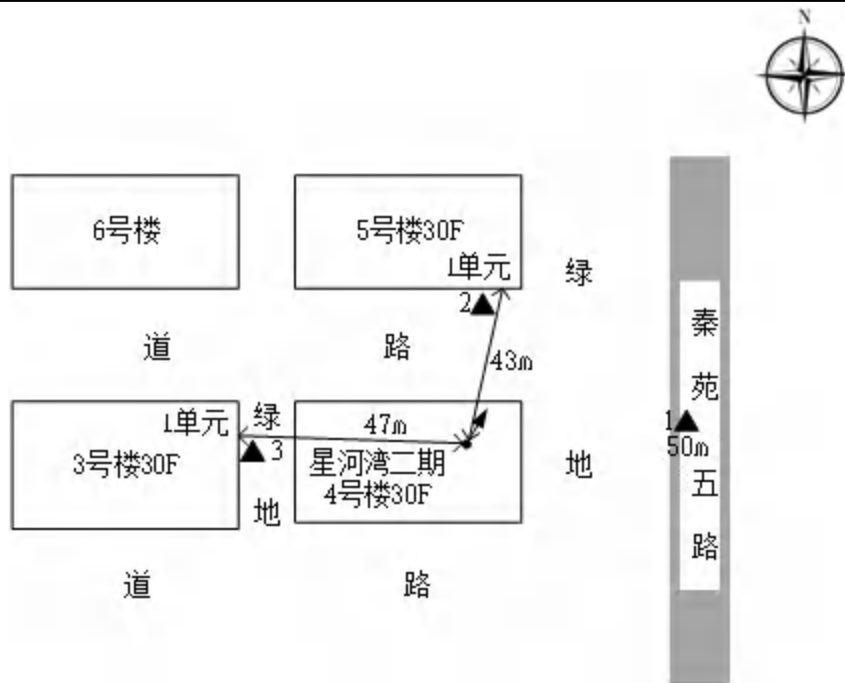 N
6号楼
5号楼30F
1单元
绿
2
道
路
43m
秦苑五路
1单元
绿
47m
1
50m
3
3号楼30F
星河湾二期
4号楼30F
地
地
道
路